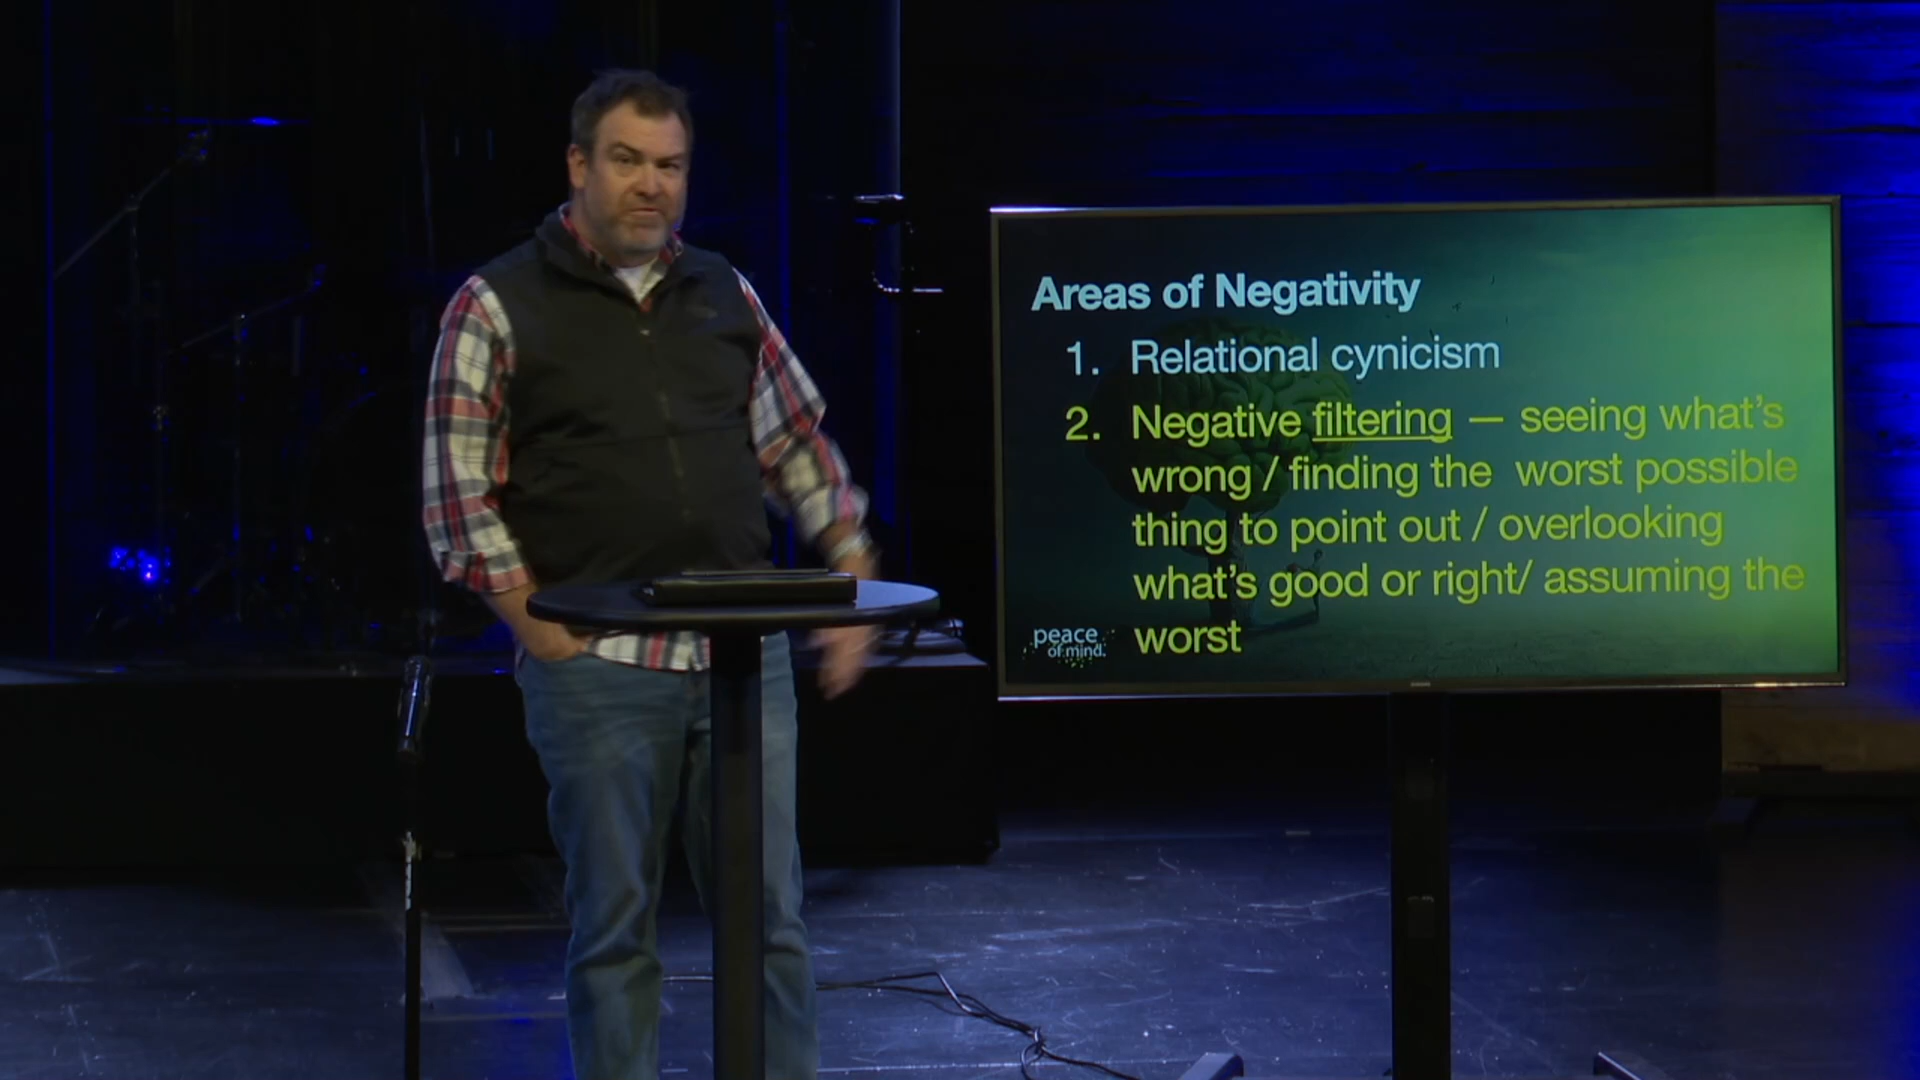 Areas of Negativity
1. Relational cynicism
2. Negative filtering — seeing what's
wrong / finding the worst possible
thing to point out / overlooking
what's good or right/ assuming the
worst
peace
of mind.